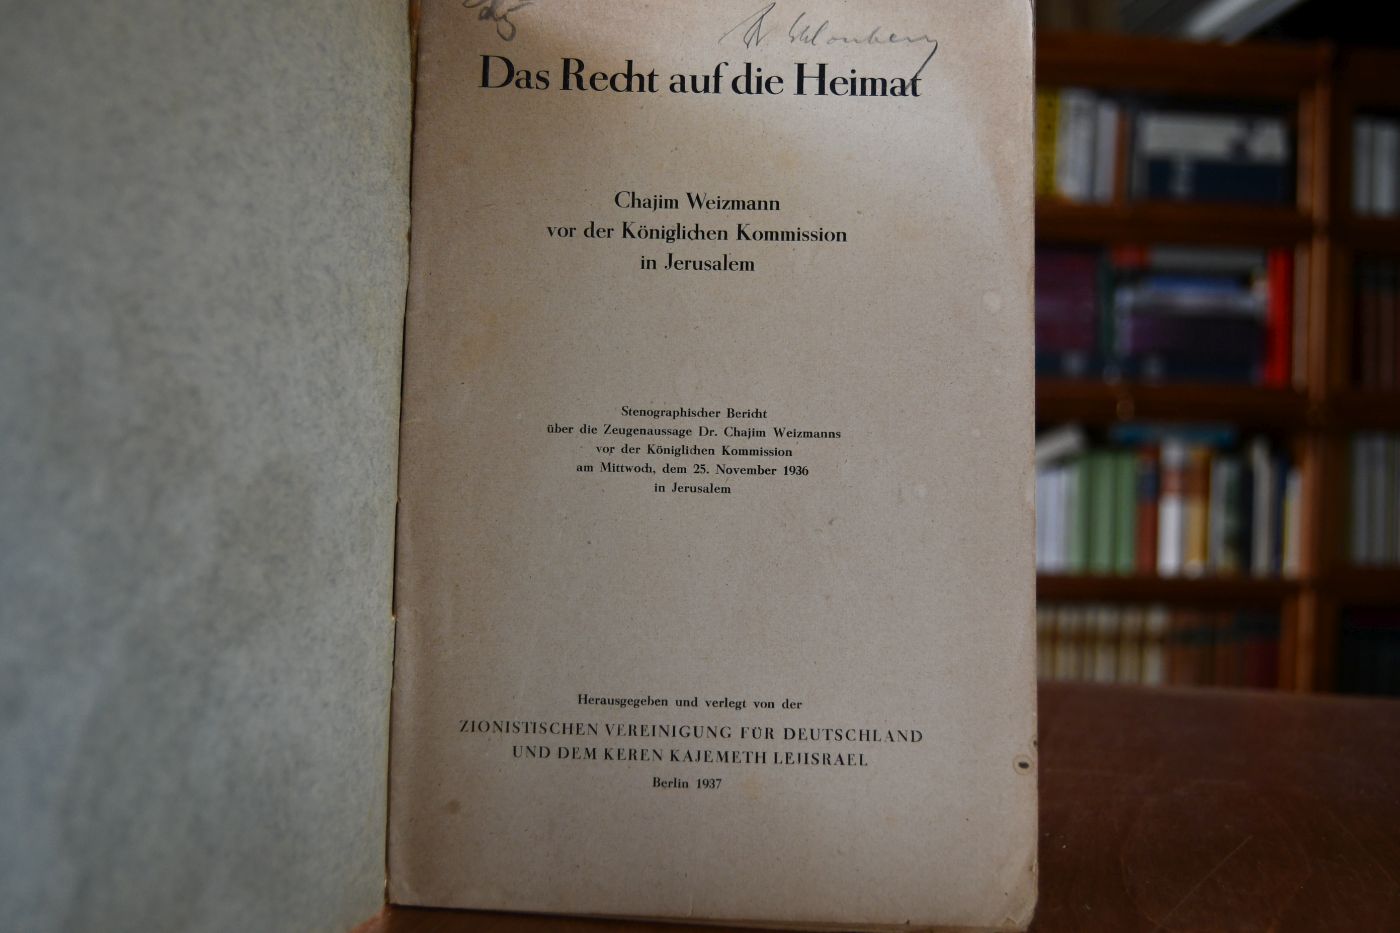 Das Recht auf die Heimat
Chajim Weizmann
vor der Königlichen Kommission
in Jerusalem
Stenographischer Bericht
über die Zeugenaussage Dr. Chajim Weizmanns
vor der Königlichen Kommission
am Mittwoch, dem 25. November 1936
in Jerusalem
Herausgegeben und verlegt von der
ZIONISTISCHEN VEREINIGUNG FÜR DEUTSCHLAND
UND DEM KEREN KAJEMETH LEJISRAEL
Berlin 1937